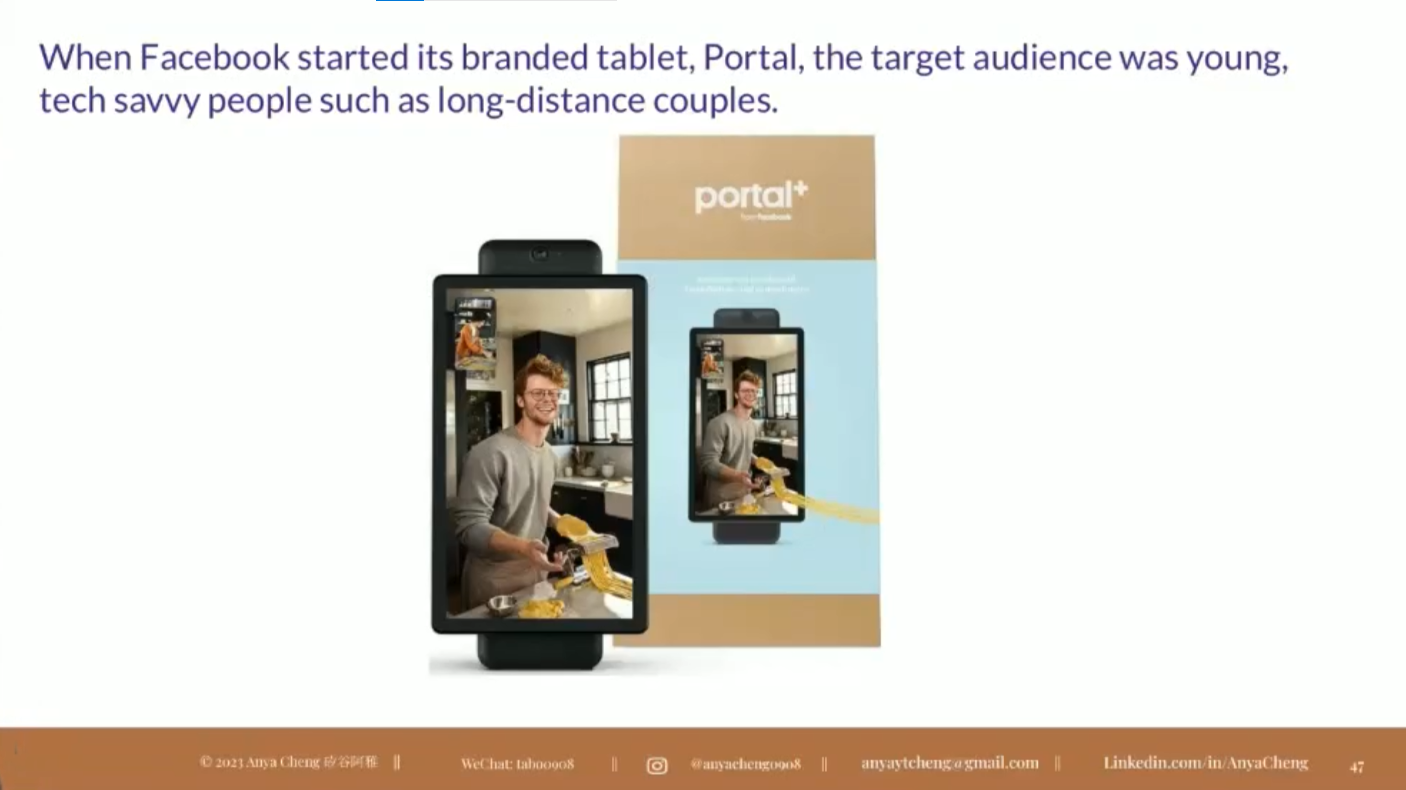 When Facebook started its branded tablet, Portal, the target audience was young,
tech savvy people such as long-distance couples.
portal+
from facebook
© 2023 Anya Cheng 矽谷阿雅 || WeChat: tab00908 || @anyacheng0908 || anyaytcheng@gmail.com || Linkedin.com/in/AnyaCheng 47